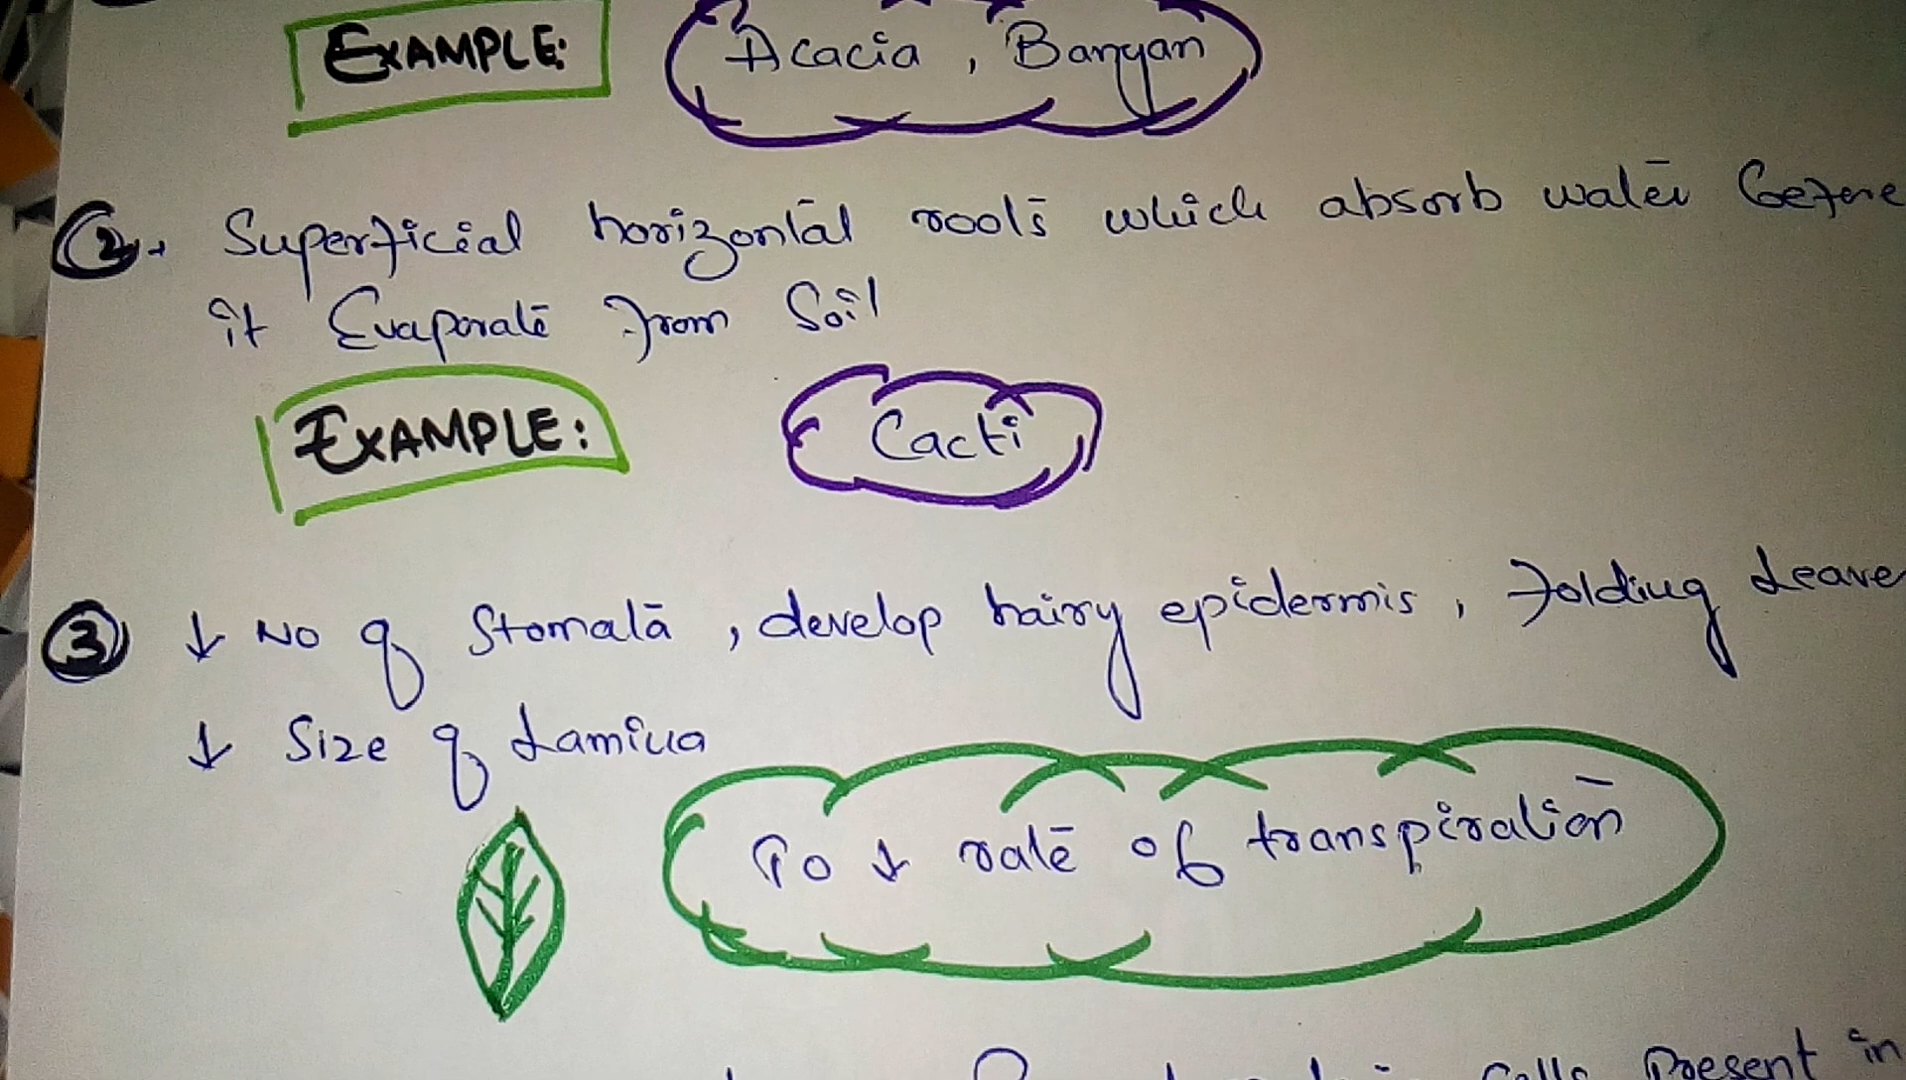 EXAMPLE: Acacia, Banyan
2. Superficial horizontal roots which absorb water before
it Evaporate from Soil
EXAMPLE: Cacti
3 ↓ No of Stomata, develop hairy epidermis, folding Leave
↓ Size of Lamina
To ↓ rate of transpiration
Cells Present in